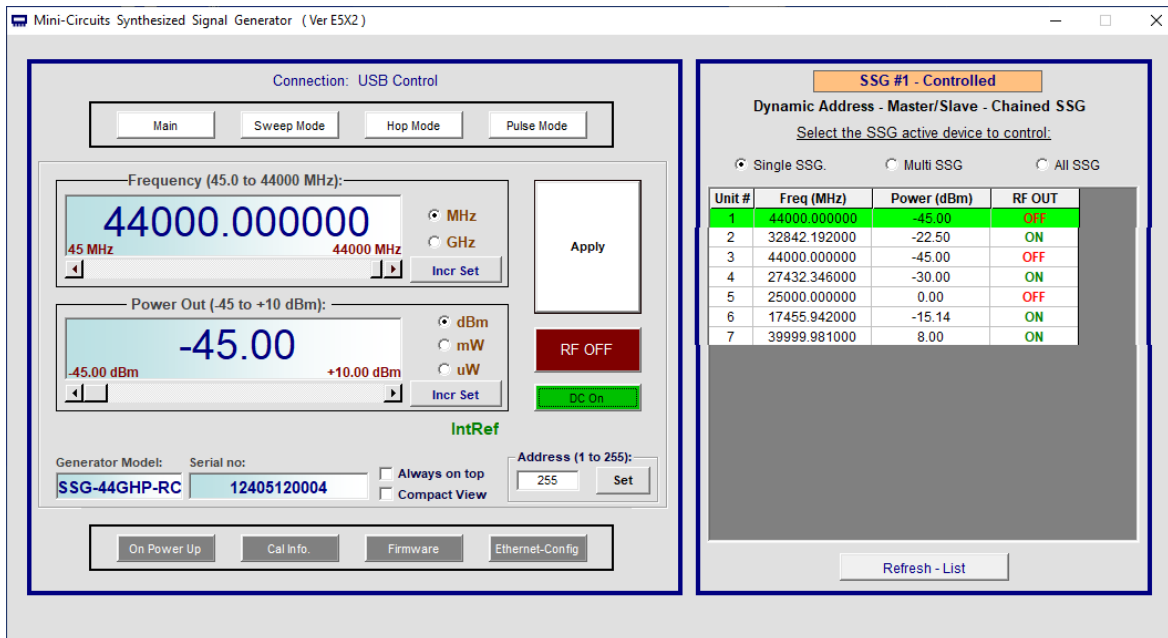 Mini-Circuits Synthesized Signal Generator ( Ver E5X2 )
Connection: USB Control
Main Sweep Mode Hop Mode Pulse Mode
Frequency (45.0 to 44000 MHz):
44000.000000
45 MHz 44000 MHz
MHz
GHz
Incr Set
Apply
Power Out (-45 to +10 dBm):
-45.00
-45.00 dBm +10.00 dBm
dBm
mW
uW
Incr Set
RF OFF
DC On
IntRef
Generator Model: Serial no:
SSG-44GHP-RC 12405120004
Always on top
Compact View
Address (1 to 255):
255 Set
On Power Up Cal Info. Firmware Ethernet-Config
SSG #1 - Controlled
Dynamic Address - Master/Slave - Chained SSG
Select the SSG active device to control:
Single SSG. Multi SSG All SSG
Unit # Freq (MHz) Power (dBm) RF OUT
1 44000.000000 -45.00 OFF
2 32842.192000 -22.50 ON
3 44000.000000 -45.00 OFF
4 27432.346000 -30.00 ON
5 25000.000000 0.00 OFF
6 17455.942000 -15.14 ON
7 39999.981000 8.00 ON
Refresh - List